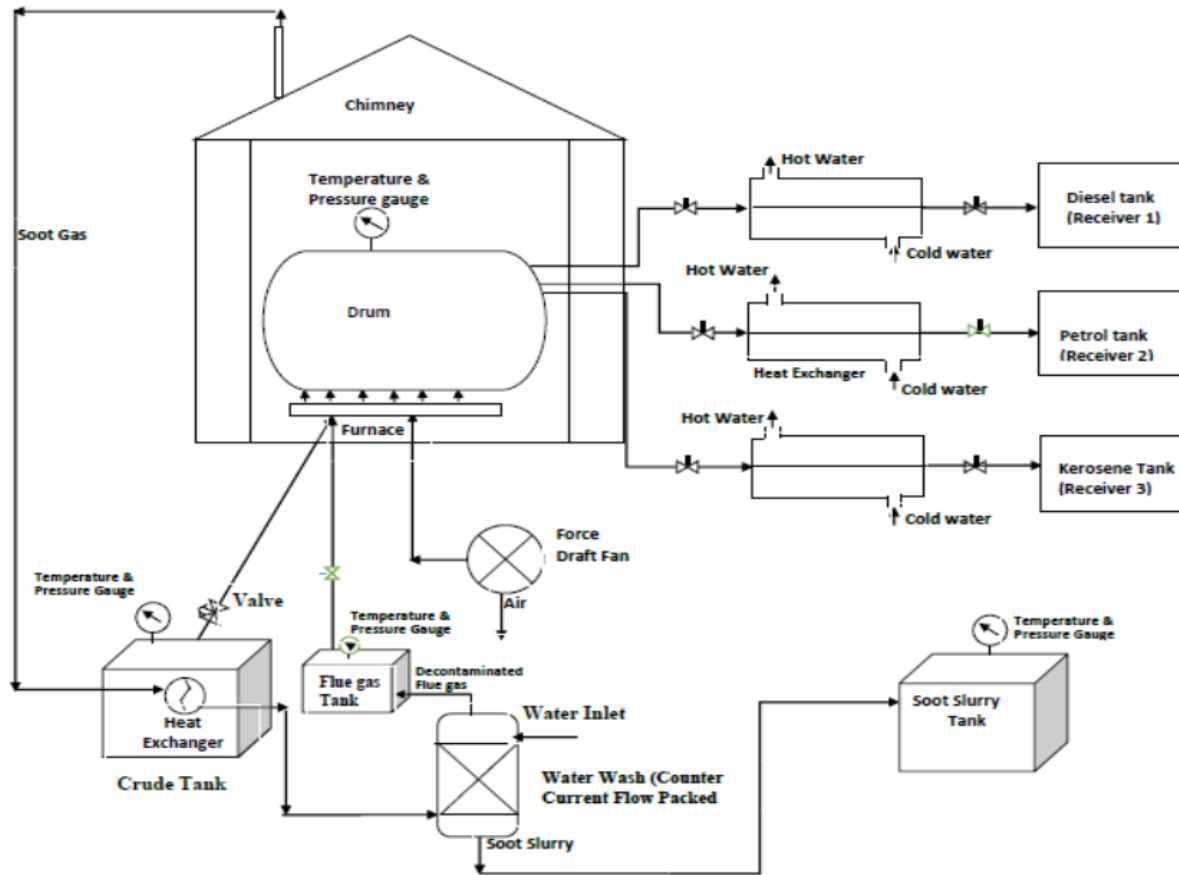 Chimney
Temperature &
Pressure gauge
Soot Gas
Drum
Furnace
Hot Water
Cold water
Diesel tank
(Receiver 1)
Hot Water
Heat Exchanger
Cold water
Petrol tank
(Receiver 2)
Hot Water
Cold water
Kerosene Tank
(Receiver 3)
Force
Draft Fan
Air
Temperature &
Pressure Gauge
Valve
Heat
Exchanger
Crude Tank
Temperature &
Pressure Gauge
Flue gas
Tank
Decontaminated
Flue gas
Water Inlet
Water Wash (Counter
Current Flow Packed
Soot Slurry
Temperature &
Pressure Gauge
Soot Slurry
Tank